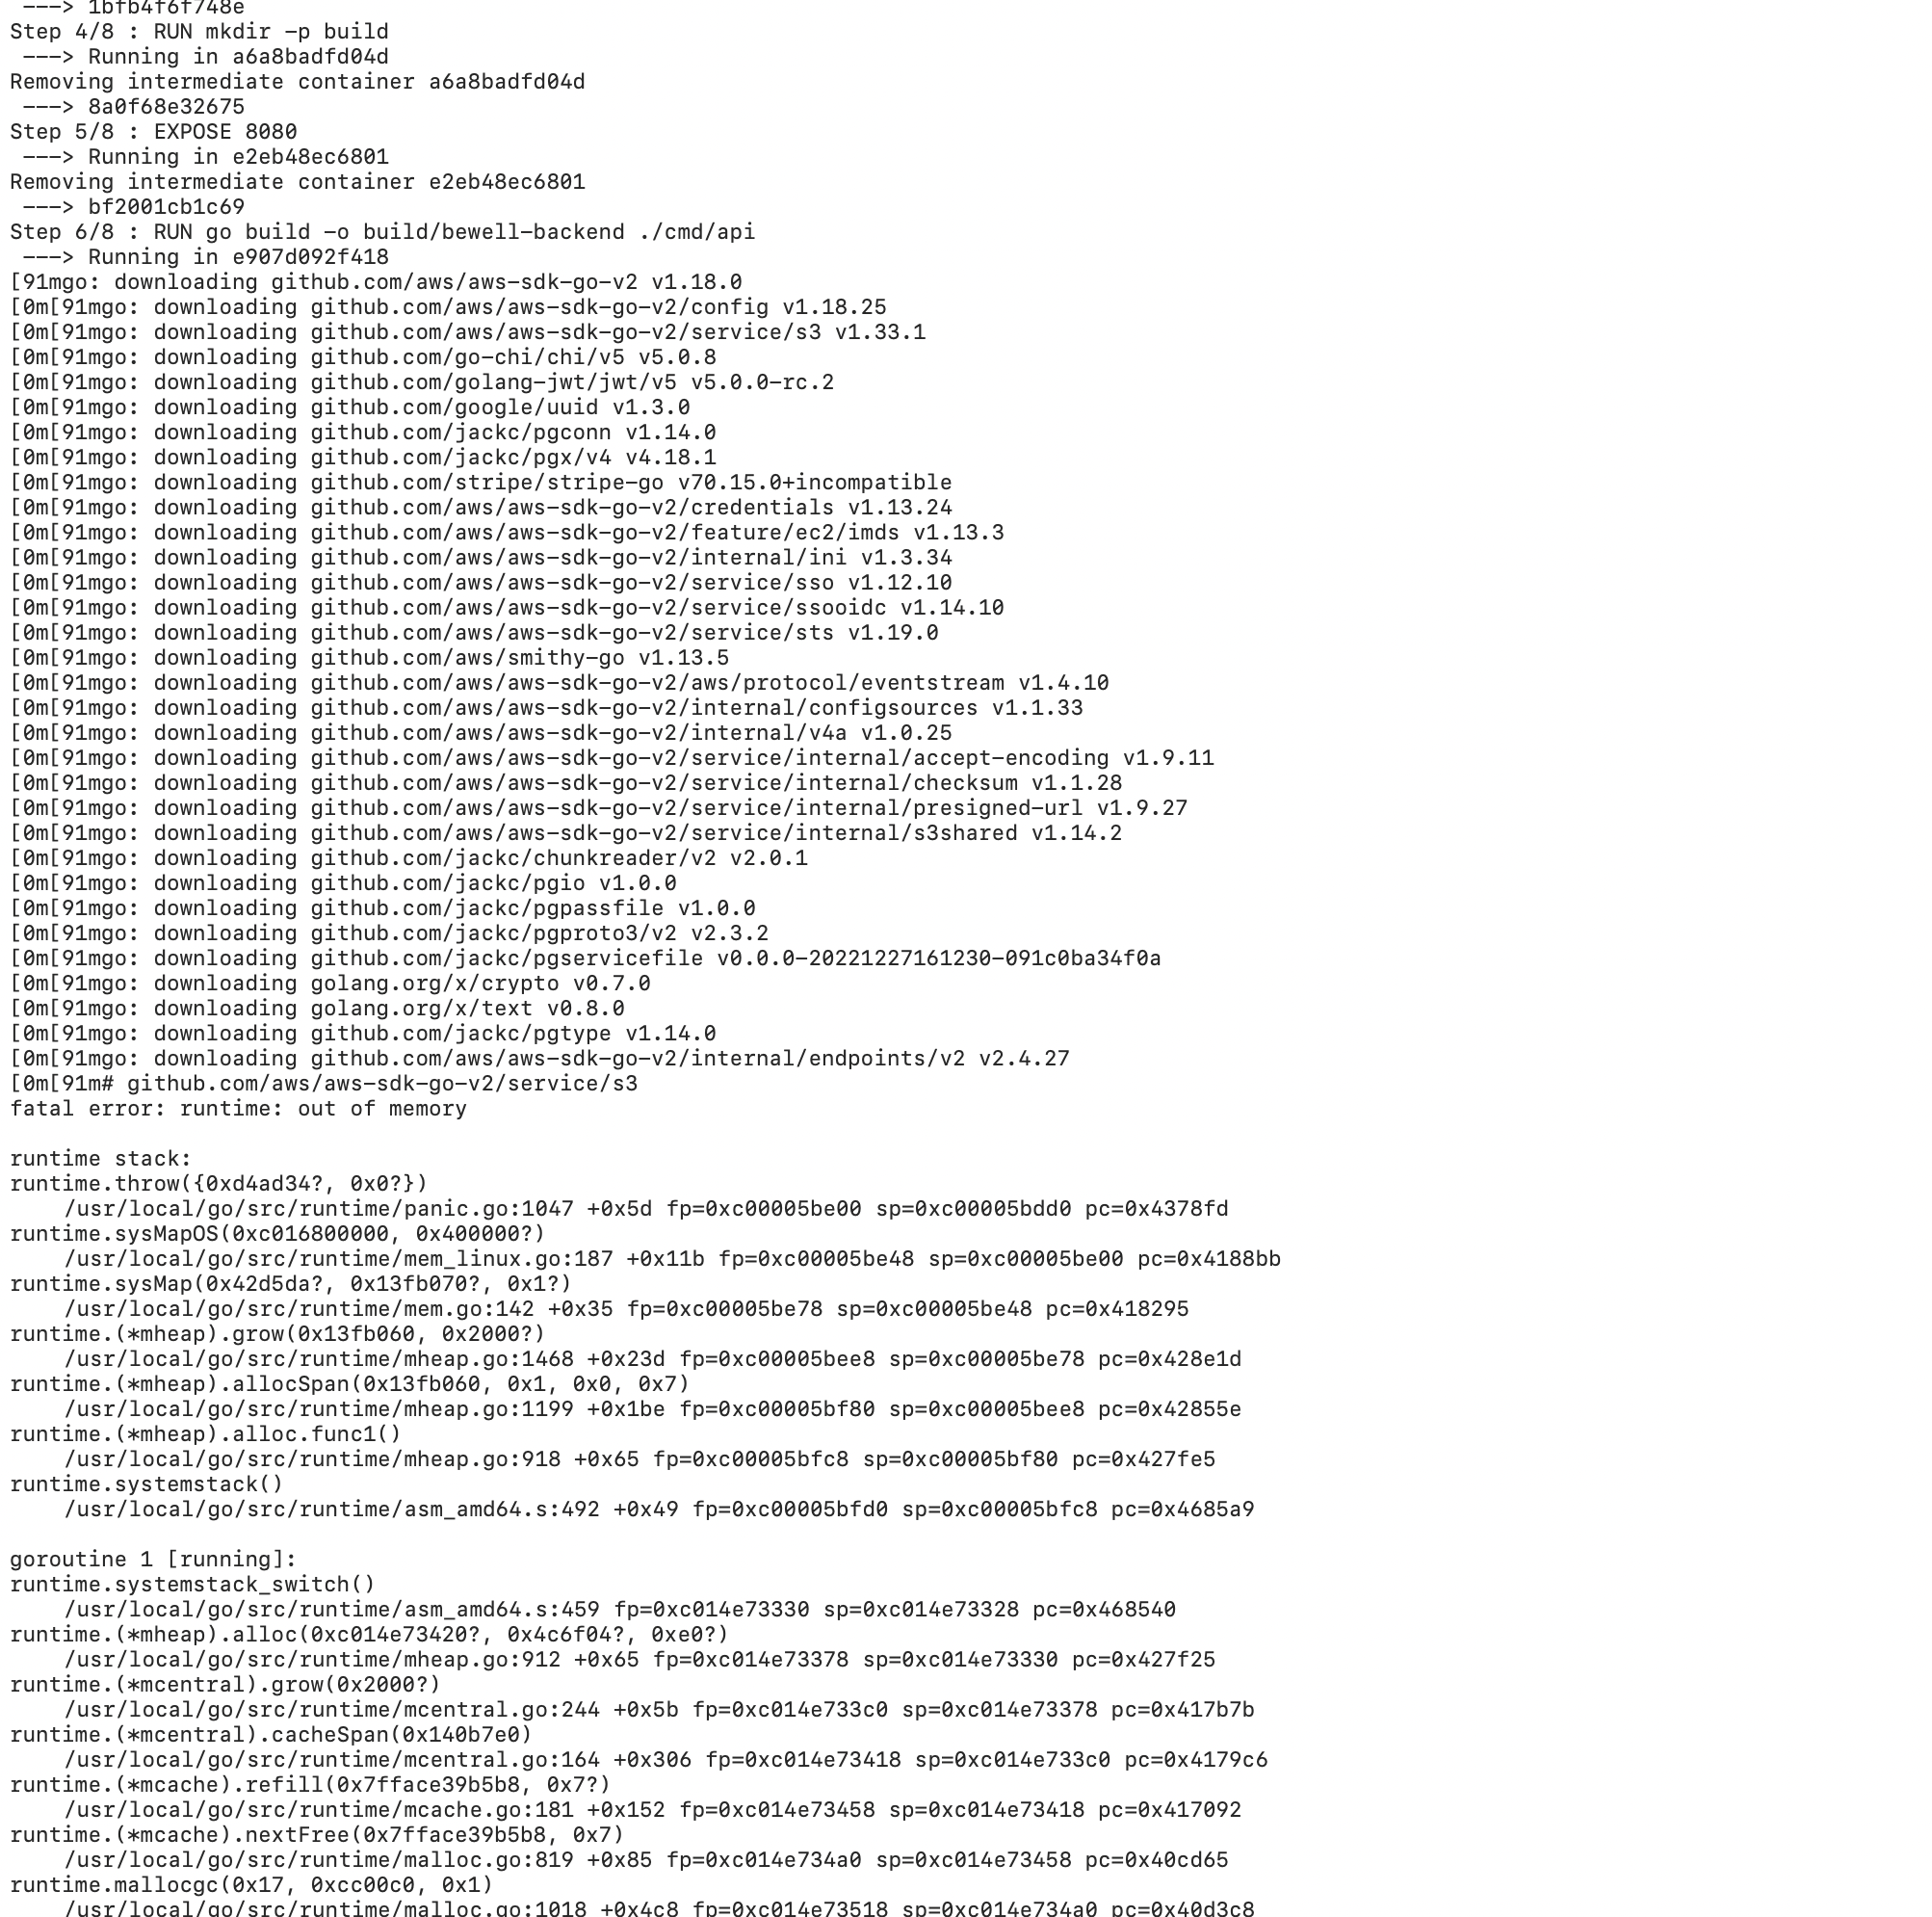 ---> 1bfb4f6f748e
Step 4/8 : RUN mkdir -p build
---> Running in a6a8badfd04d
Removing intermediate container a6a8badfd04d
---> 8a0f68e32675
Step 5/8 : EXPOSE 8080
---> Running in e2eb48ec6801
Removing intermediate container e2eb48ec6801
---> bf2001cb1c69
Step 6/8 : RUN go build -o build/bewell-backend ./cmd/api
---> Running in e907d092f418
[91mgo: downloading github.com/aws/aws-sdk-go-v2 v1.18.0
[0m[91mgo: downloading github.com/aws/aws-sdk-go-v2/config v1.18.25
[0m[91mgo: downloading github.com/aws/aws-sdk-go-v2/service/s3 v1.33.1
[0m[91mgo: downloading github.com/go-chi/chi/v5 v5.0.8
[0m[91mgo: downloading github.com/golang-jwt/jwt/v5 v5.0.0-rc.2
[0m[91mgo: downloading github.com/google/uuid v1.3.0
[0m[91mgo: downloading github.com/jackc/pgconn v1.14.0
[0m[91mgo: downloading github.com/jackc/pgx/v4 v4.18.1
[0m[91mgo: downloading github.com/stripe/stripe-go v70.15.0+incompatible
[0m[91mgo: downloading github.com/aws/aws-sdk-go-v2/credentials v1.13.24
[0m[91mgo: downloading github.com/aws/aws-sdk-go-v2/feature/ec2/imds v1.13.3
[0m[91mgo: downloading github.com/aws/aws-sdk-go-v2/internal/ini v1.3.34
[0m[91mgo: downloading github.com/aws/aws-sdk-go-v2/service/sso v1.12.10
[0m[91mgo: downloading github.com/aws/aws-sdk-go-v2/service/ssooidc v1.14.10
[0m[91mgo: downloading github.com/aws/aws-sdk-go-v2/service/sts v1.19.0
[0m[91mgo: downloading github.com/aws/smithy-go v1.13.5
[0m[91mgo: downloading github.com/aws/aws-sdk-go-v2/aws/protocol/eventstream v1.4.10
[0m[91mgo: downloading github.com/aws/aws-sdk-go-v2/internal/configsources v1.1.33
[0m[91mgo: downloading github.com/aws/aws-sdk-go-v2/internal/v4a v1.0.25
[0m[91mgo: downloading github.com/aws/aws-sdk-go-v2/service/internal/accept-encoding v1.9.11
[0m[91mgo: downloading github.com/aws/aws-sdk-go-v2/service/internal/checksum v1.1.28
[0m[91mgo: downloading github.com/aws/aws-sdk-go-v2/service/internal/presigned-url v1.9.27
[0m[91mgo: downloading github.com/aws/aws-sdk-go-v2/service/internal/s3shared v1.14.2
[0m[91mgo: downloading github.com/jackc/chunkreader/v2 v2.0.1
[0m[91mgo: downloading github.com/jackc/pgio v1.0.0
[0m[91mgo: downloading github.com/jackc/pgpassfile v1.0.0
[0m[91mgo: downloading github.com/jackc/pgproto3/v2 v2.3.2
[0m[91mgo: downloading github.com/jackc/pgservicefile v0.0.0-20221227161230-091c0ba34f0a
[0m[91mgo: downloading golang.org/x/crypto v0.7.0
[0m[91mgo: downloading golang.org/x/text v0.8.0
[0m[91mgo: downloading github.com/jackc/pgtype v1.14.0
[0m[91mgo: downloading github.com/aws/aws-sdk-go-v2/internal/endpoints/v2 v2.4.27
[0m[91m# github.com/aws/aws-sdk-go-v2/service/s3
fatal error: runtime: out of memory

runtime stack:
runtime.throw({0xd4ad34?, 0x0?})
/usr/local/go/src/runtime/panic.go:1047 +0x5d fp=0xc00005be00 sp=0xc00005bdd0 pc=0x4378fd
runtime.sysMapOS(0xc016800000, 0x400000?)
/usr/local/go/src/runtime/mem_linux.go:187 +0x11b fp=0xc00005be48 sp=0xc00005be00 pc=0x4188bb
runtime.sysMap(0x42d5da?, 0x13fb070?, 0x1?)
/usr/local/go/src/runtime/mem.go:142 +0x35 fp=0xc00005be78 sp=0xc00005be48 pc=0x418295
runtime.(*mheap).grow(0x13fb060, 0x2000?)
/usr/local/go/src/runtime/mheap.go:1468 +0x23d fp=0xc00005bee8 sp=0xc00005be78 pc=0x428e1d
runtime.(*mheap).allocSpan(0x13fb060, 0x1, 0x0, 0x7)
/usr/local/go/src/runtime/mheap.go:1199 +0x1be fp=0xc00005bf80 sp=0xc00005bee8 pc=0x42855e
runtime.(*mheap).alloc.func1()
/usr/local/go/src/runtime/mheap.go:918 +0x65 fp=0xc00005bfc8 sp=0xc00005bf80 pc=0x427fe5
runtime.systemstack()
/usr/local/go/src/runtime/asm_amd64.s:492 +0x49 fp=0xc00005bfd0 sp=0xc00005bfc8 pc=0x4685a9

goroutine 1 [running]:
runtime.systemstack_switch()
/usr/local/go/src/runtime/asm_amd64.s:459 fp=0xc014e73330 sp=0xc014e73328 pc=0x468540
runtime.(*mheap).alloc(0xc014e73420?, 0x4c6f04?, 0xe0?)
/usr/local/go/src/runtime/mheap.go:912 +0x65 fp=0xc014e73378 sp=0xc014e73330 pc=0x427f25
runtime.(*mcentral).grow(0x2000?)
/usr/local/go/src/runtime/mcentral.go:244 +0x5b fp=0xc014e733c0 sp=0xc014e73378 pc=0x417b7b
runtime.(*mcentral).cacheSpan(0x140b7e0)
/usr/local/go/src/runtime/mcentral.go:164 +0x306 fp=0xc014e73418 sp=0xc014e733c0 pc=0x4179c6
runtime.(*mcache).refill(0x7fface39b5b8, 0x7?)
/usr/local/go/src/runtime/mcache.go:181 +0x152 fp=0xc014e73458 sp=0xc014e73418 pc=0x417092
runtime.(*mcache).nextFree(0x7fface39b5b8, 0x7)
/usr/local/go/src/runtime/malloc.go:819 +0x85 fp=0xc014e734a0 sp=0xc014e73458 pc=0x40cd65
runtime.mallocgc(0x17, 0xcc00c0, 0x1)
/usr/local/go/src/runtime/malloc.go:1018 +0x4c8 fp=0xc014e73518 sp=0xc014e734a0 pc=0x40d3c8